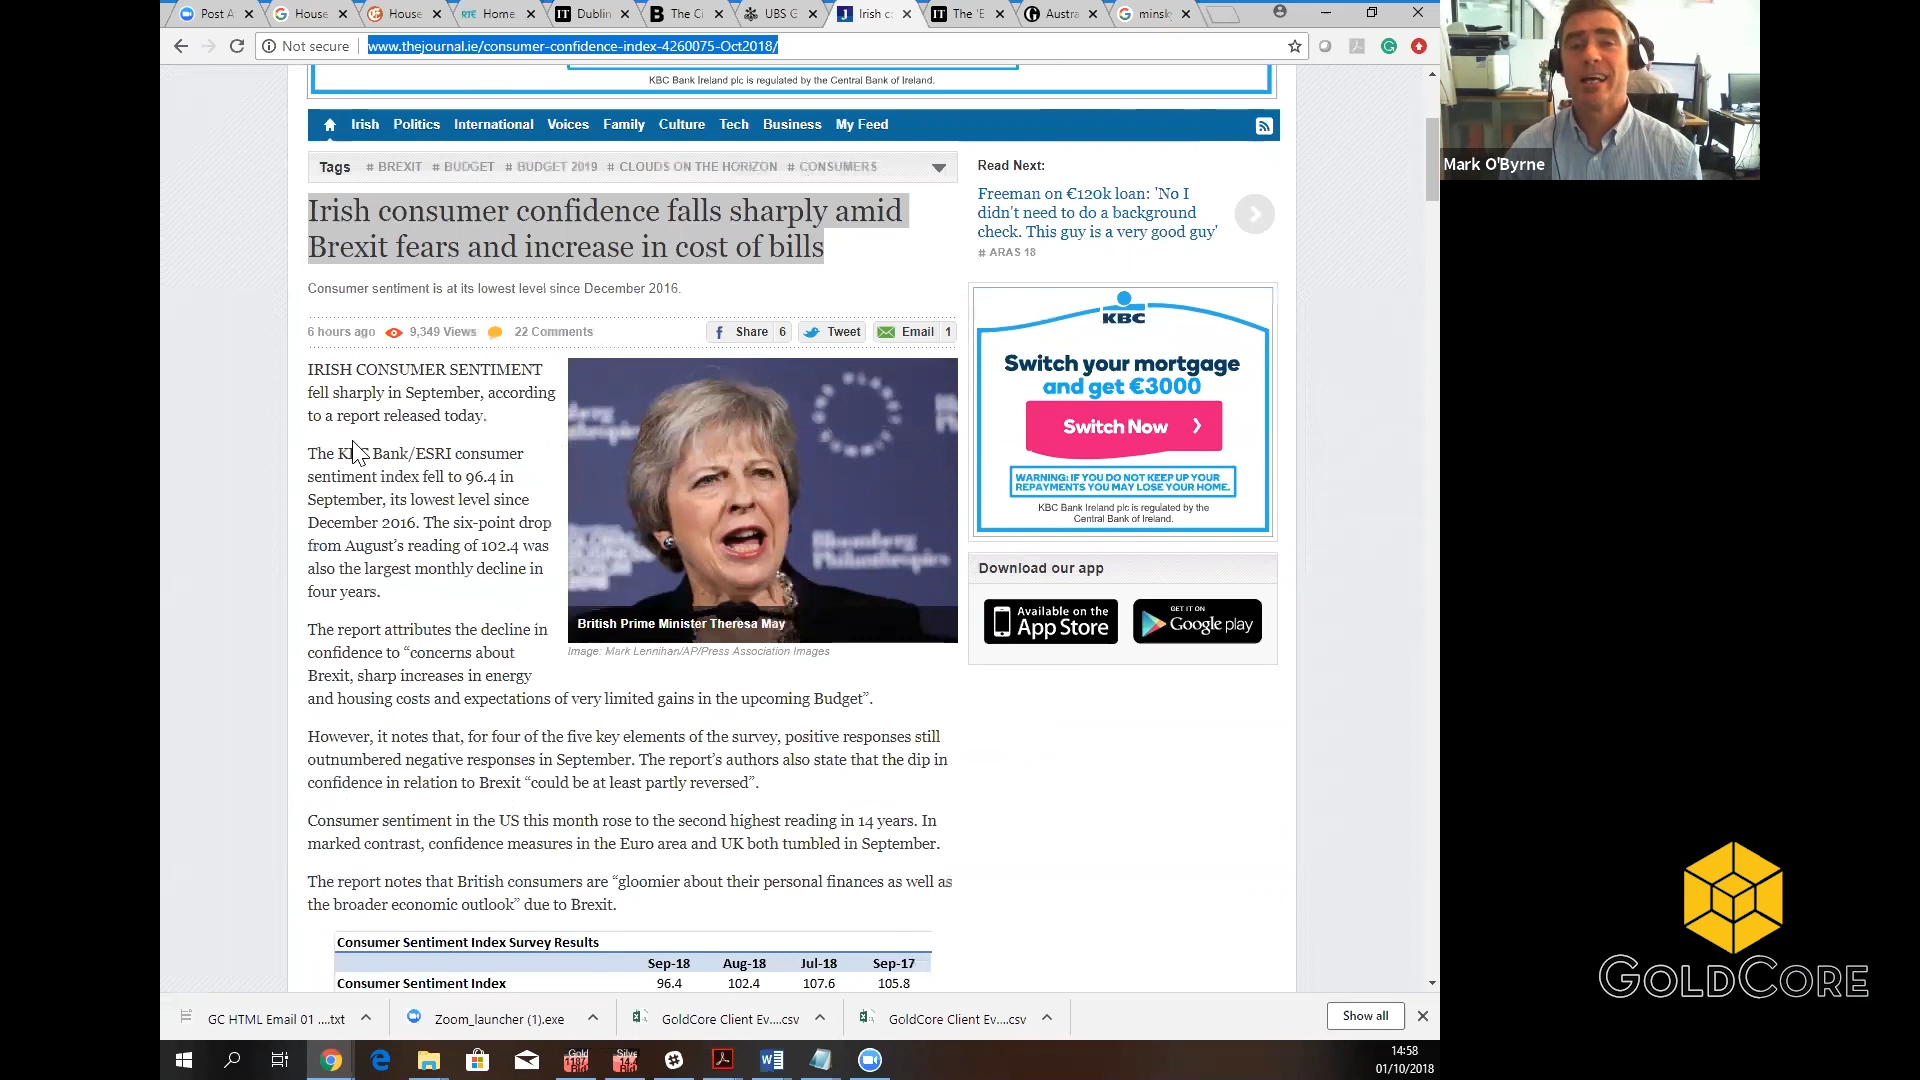 Post A
House
House
RTÉ Home
IT Dublin
B The Ci
UBS G
J Irish c
IT The 'E
Austra
minsk
Not secure
www.thejournal.ie/consumer-confidence-index-4260075-Oct2018/
KBC Bank Ireland plc is regulated by the Central Bank of Ireland.
Irish Politics International Voices Family Culture Tech Business My Feed
Tags # BREXIT # BUDGET # BUDGET 2019 # CLOUDS ON THE HORIZON # CONSUMERS
Irish consumer confidence falls sharply amid
Brexit fears and increase in cost of bills
Consumer sentiment is at its lowest level since December 2016.
6 hours ago 9,349 Views 22 Comments
Share 6 Tweet Email 1
IRISH CONSUMER SENTIMENT
fell sharply in September, according
to a report released today.
The KBC Bank/ESRI consumer
sentiment index fell to 96.4 in
September, its lowest level since
December 2016. The six-point drop
from August's reading of 102.4 was
also the largest monthly decline in
four years.
British Prime Minister Theresa May
Image: Mark Lennihan/AP/Press Association Images
The report attributes the decline in
confidence to “concerns about
Brexit, sharp increases in energy
and housing costs and expectations of very limited gains in the upcoming Budget”.
However, it notes that, for four of the five key elements of the survey, positive responses still
outnumbered negative responses in September. The report's authors also state that the dip in
confidence in relation to Brexit “could be at least partly reversed”.
Consumer sentiment in the US this month rose to the second highest reading in 14 years. In
marked contrast, confidence measures in the Euro area and UK both tumbled in September.
The report notes that British consumers are “gloomier about their personal finances as well as
the broader economic outlook” due to Brexit.
Consumer Sentiment Index Survey Results
Sep-18 Aug-18 Jul-18 Sep-17
Consumer Sentiment Index 96.4 102.4 107.6 105.8
Read Next:
Freeman on €120k loan: 'No I
didn't need to do a background
check. This guy is a very good guy'
# ARAS 18
KBC
Switch your mortgage
and get €3000
Switch Now
WARNING: IF YOU DO NOT KEEP UP YOUR
REPAYMENTS YOU MAY LOSE YOUR HOME.
KBC Bank Ireland plc is regulated by the
Central Bank of Ireland.
Download our app
Available on the
App Store
GET IT ON
Google play
GC HTML Email 01 ....txt
Zoom_launcher (1).exe
GoldCore Client Ev....csv
GoldCore Client Ev....csv
Show all
Gold
1187
Bid
14:58
01/10/2018
Mark O'Byrne
GOLDCORE